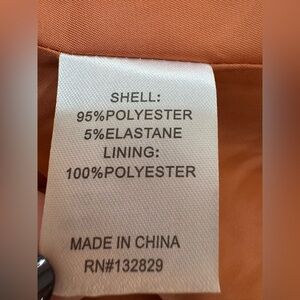 SHELL:
95%POLYESTER
5%ELASTANE
LINING:
100%POLYESTER
MADE IN CHINA
RN#132829